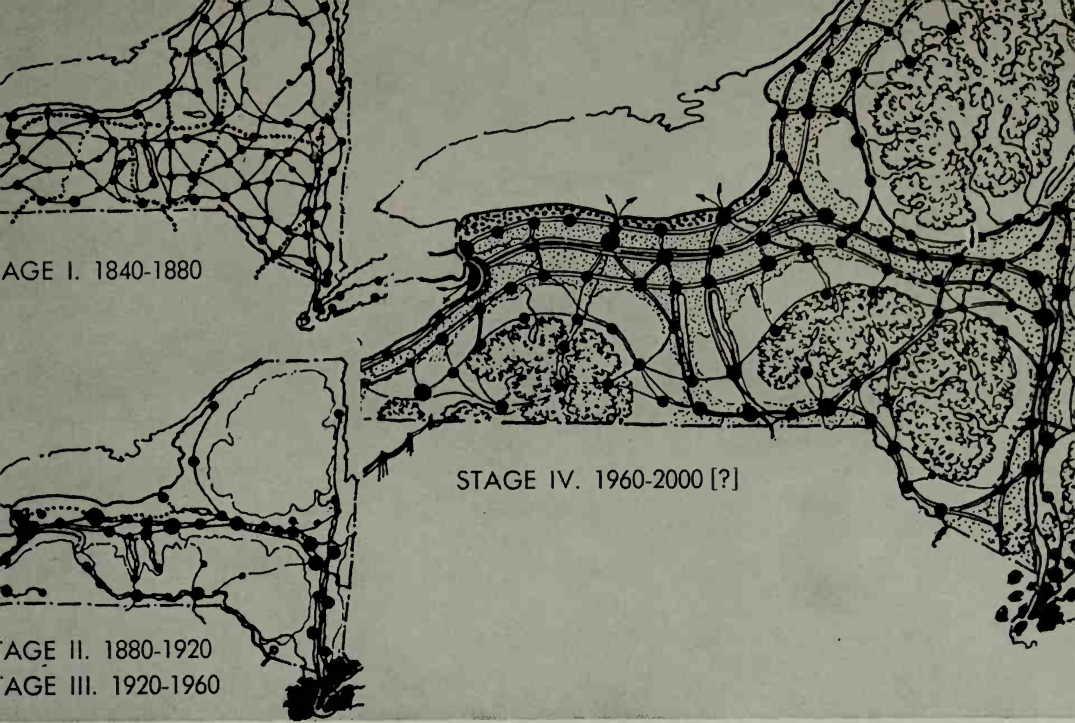 AGE I. 1840-1880
STAGE IV. 1960-2000 [?]
AGE II. 1880-1920
AGE III. 1920-1960